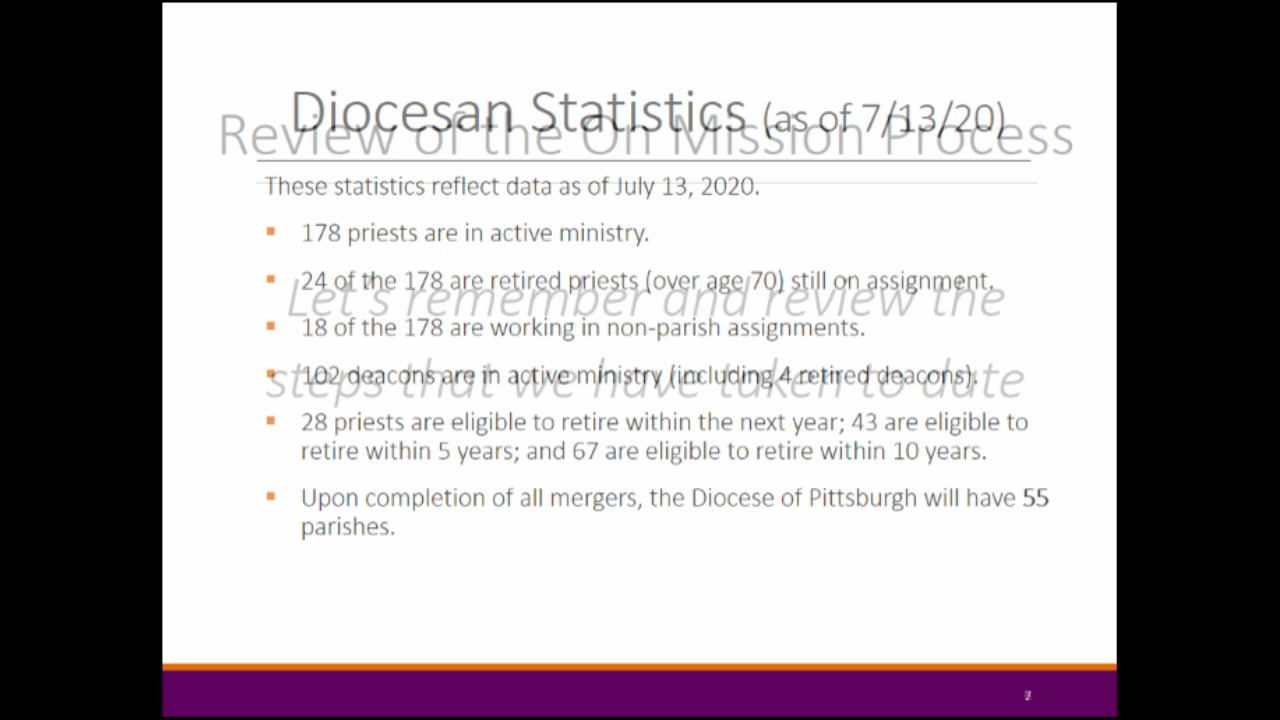 Diocesan Statistics (as of 7/13/20)
Review of the On Mission Process
These statistics reflect data as of July 13, 2020.
178 priests are in active ministry.
24 of the 178 are retired priests (over age 70) still on assignment.
Let's remember and review the
18 of the 178 are working in non-parish assignments.
102 deacons are in active ministry (including 4 retired deacons).
steps that we have taken to date
28 priests are eligible to retire within the next year; 43 are eligible to
retire within 5 years; and 67 are eligible to retire within 10 years.
Upon completion of all mergers, the Diocese of Pittsburgh will have 55
parishes.